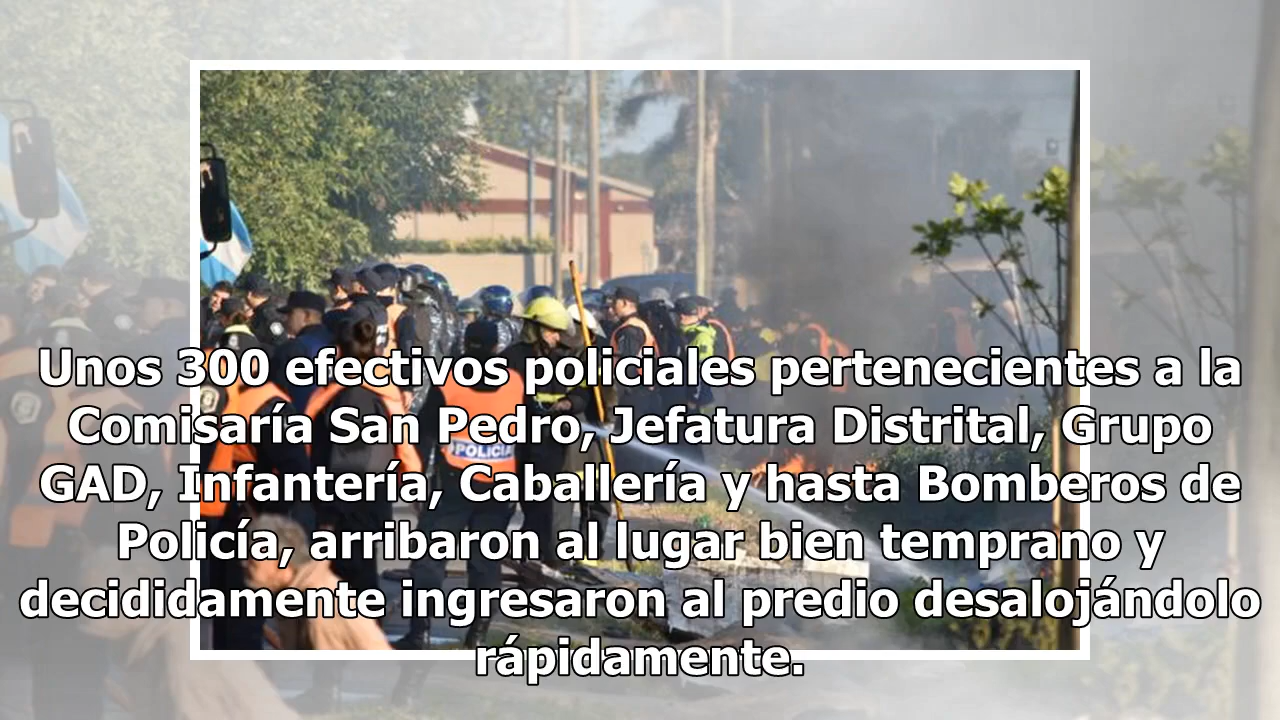 Unos 300 efectivos policiales pertenecientes a la
Comisaría San Pedro, Jefatura Distrital, Grupo
GAD, Infantería, Caballería y hasta Bomberos de
Policía, arribaron al lugar bien temprano y
decididamente ingresaron al predio desalojándolo
rápidamente.
POLICIA